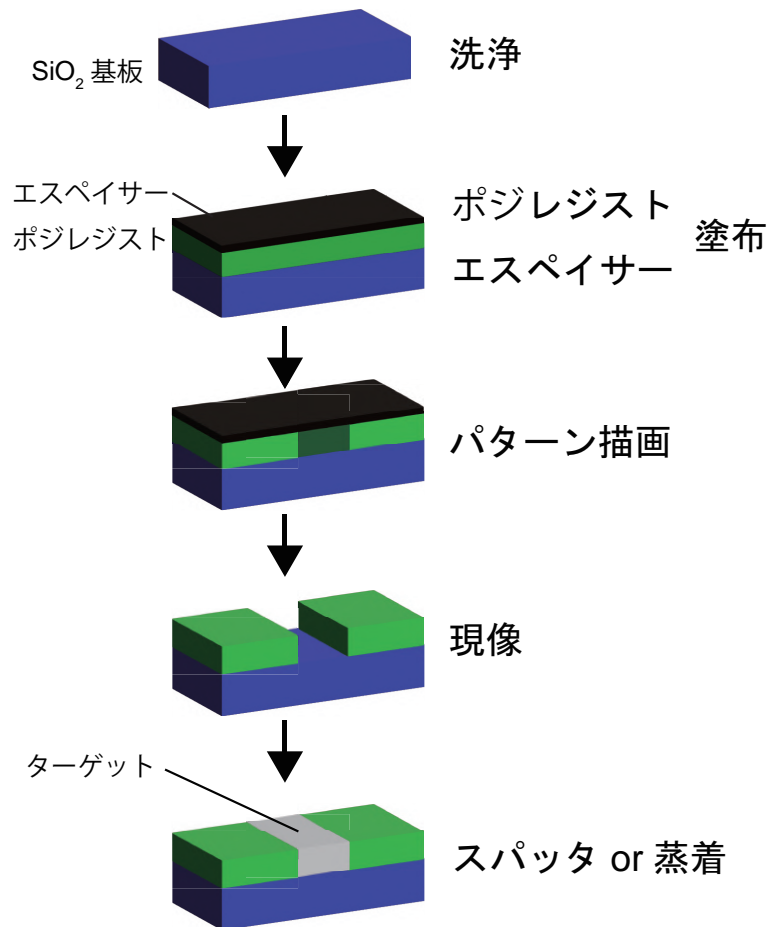 SiO₂ 基板
洗浄
エスペイサー
ポジレジスト
ポジレジスト
エスペイサー
塗布
パターン描画
現像
ターゲット
スパッタ or 蒸着